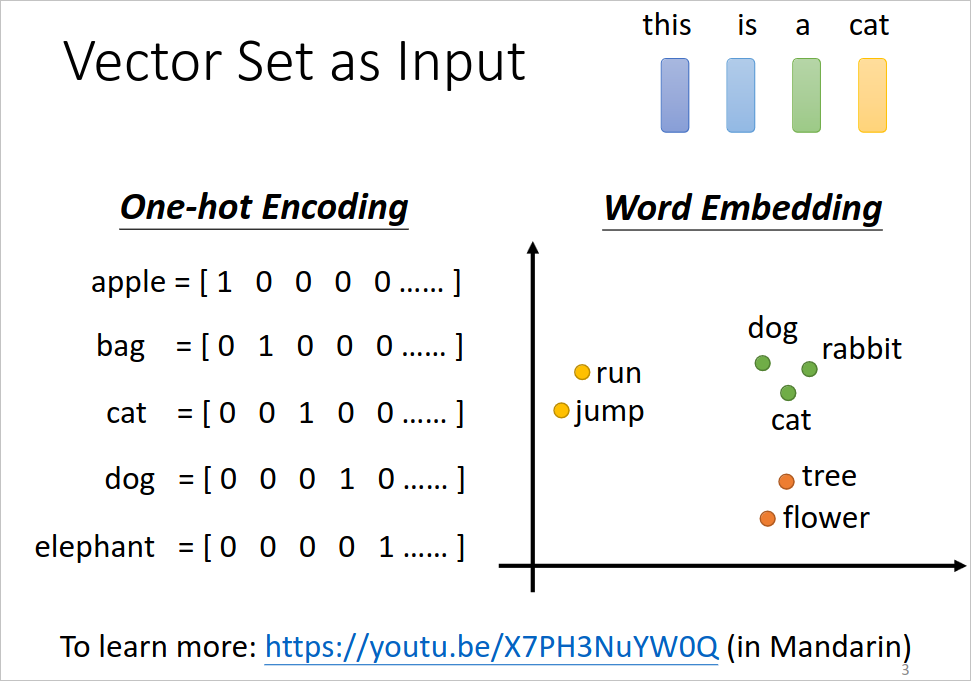 this is a cat
Vector Set as Input
One-hot Encoding
apple = [ 1 0 0 0 0 …… ]
bag = [ 0 1 0 0 0 …… ]
cat = [ 0 0 1 0 0 …… ]
dog = [ 0 0 0 1 0 …… ]
elephant = [ 0 0 0 0 1 …… ]
Word Embedding
dog
rabbit
run
cat
jump
tree
flower
To learn more: https://youtu.be/X7PH3NuYW0Q (in Mandarin)
3